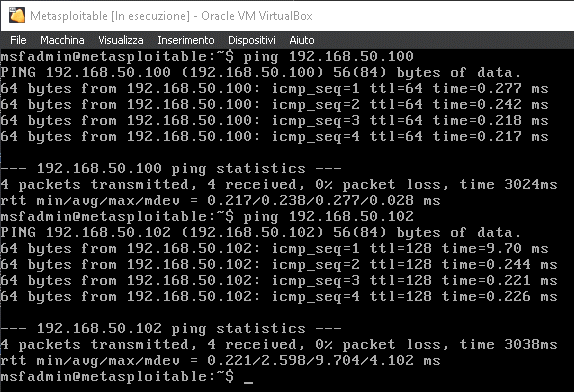 Metasploitable [In esecuzione] - Oracle VM VirtualBox
File Macchina Visualizza Inserimento Dispositivi Aiuto
msfadmin@metasploitable:~$ ping 192.168.50.100
PING 192.168.50.100 (192.168.50.100) 56(84) bytes of data.
64 bytes from 192.168.50.100: icmp_seq=1 ttl=64 time=0.277 ms
64 bytes from 192.168.50.100: icmp_seq=2 ttl=64 time=0.242 ms
64 bytes from 192.168.50.100: icmp_seq=3 ttl=64 time=0.218 ms
64 bytes from 192.168.50.100: icmp_seq=4 ttl=64 time=0.217 ms
--- 192.168.50.100 ping statistics ---
4 packets transmitted, 4 received, 0% packet loss, time 3024ms
rtt min/avg/max/mdev = 0.217/0.238/0.277/0.028 ms
msfadmin@metasploitable:~$ ping 192.168.50.102
PING 192.168.50.102 (192.168.50.102) 56(84) bytes of data.
64 bytes from 192.168.50.102: icmp_seq=1 ttl=128 time=9.70 ms
64 bytes from 192.168.50.102: icmp_seq=2 ttl=128 time=0.244 ms
64 bytes from 192.168.50.102: icmp_seq=3 ttl=128 time=0.221 ms
64 bytes from 192.168.50.102: icmp_seq=4 ttl=128 time=0.226 ms
--- 192.168.50.102 ping statistics ---
4 packets transmitted, 4 received, 0% packet loss, time 3038ms
rtt min/avg/max/mdev = 0.221/2.598/9.704/4.102 ms
msfadmin@metasploitable:~$ _